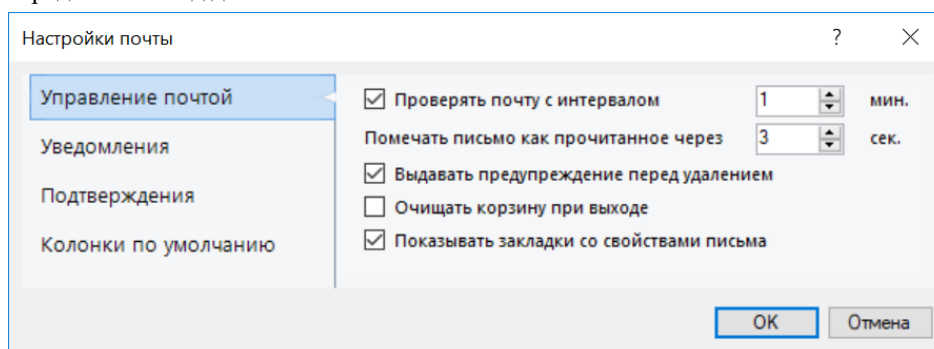 Настройки почты ?
Управление почтой
Уведомления
Подтверждения
Колонки по умолчанию
Проверять почту с интервалом 1 мин.
Помечать письмо как прочитанное через 3 сек.
Выдавать предупреждение перед удалением
Очищать корзину при выходе
Показывать закладки со свойствами письма
OK Отмена